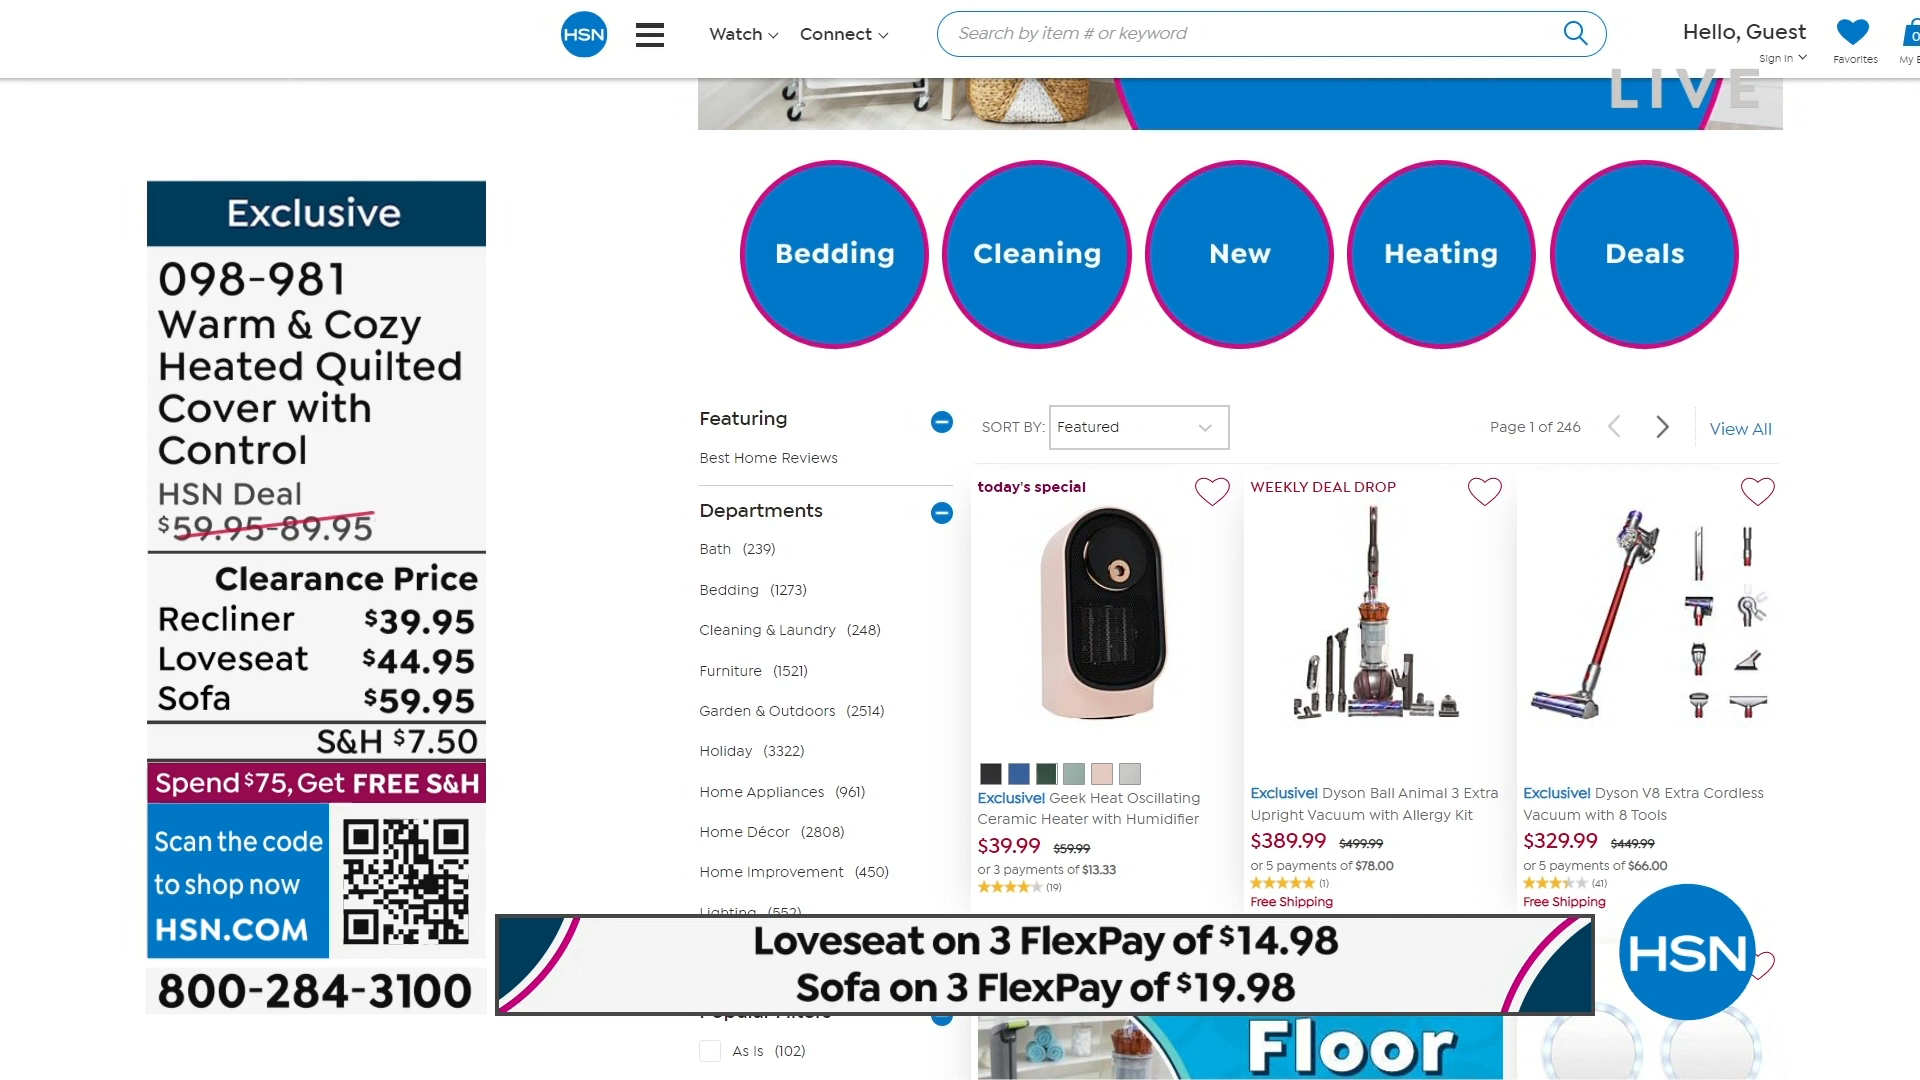 HSN
Watch
Connect
Search by item # or keyword
Hello, Guest
Sign In
Favorites
0
My
LIVE
Exclusive
098-981
Warm & Cozy
Heated Quilted
Cover with
Control
HSN Deal
$59.95-89.95
Clearance Price
Recliner $39.95
Loveseat $44.95
Sofa $59.95
S&H $7.50
Spend $75, Get FREE S&H
Scan the code
to shop now
HSN.COM
800-284-3100
Bedding
Cleaning
New
Heating
Deals
Featuring
Best Home Reviews
Departments
Bath (239)
Bedding (1273)
Cleaning & Laundry (248)
Furniture (1521)
Garden & Outdoors (2514)
Holiday (3322)
Home Appliances (961)
Home Décor (2808)
Home Improvement (450)
Lighting (552)
Popular Filters
As Is (102)
SORT BY: Featured
Page 1 of 246
View All
today's special
Exclusive! Geek Heat Oscillating
Ceramic Heater with Humidifier
$39.99 $59.99
or 3 payments of $13.33
(19)
WEEKLY DEAL DROP
Exclusive! Dyson Ball Animal 3 Extra
Upright Vacuum with Allergy Kit
$389.99 $499.99
or 5 payments of $78.00
(1)
Free Shipping
Exclusive! Dyson V8 Extra Cordless
Vacuum with 8 Tools
$329.99 $449.99
or 5 payments of $66.00
(41)
Free Shipping
Loveseat on 3 FlexPay of $14.98
Sofa on 3 FlexPay of $19.98
HSN
Floor